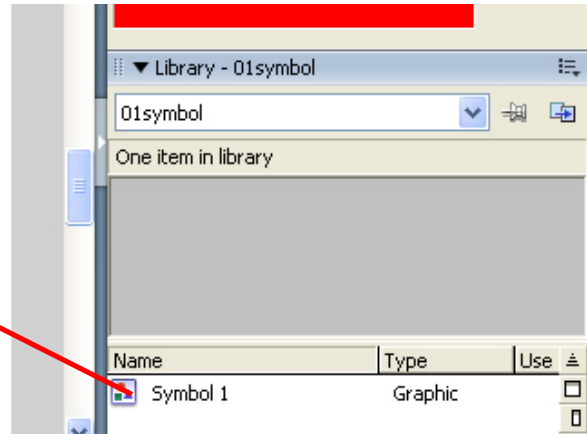 Library - 01symbol
01symbol
One item in library
Name Type Use
Symbol 1 Graphic